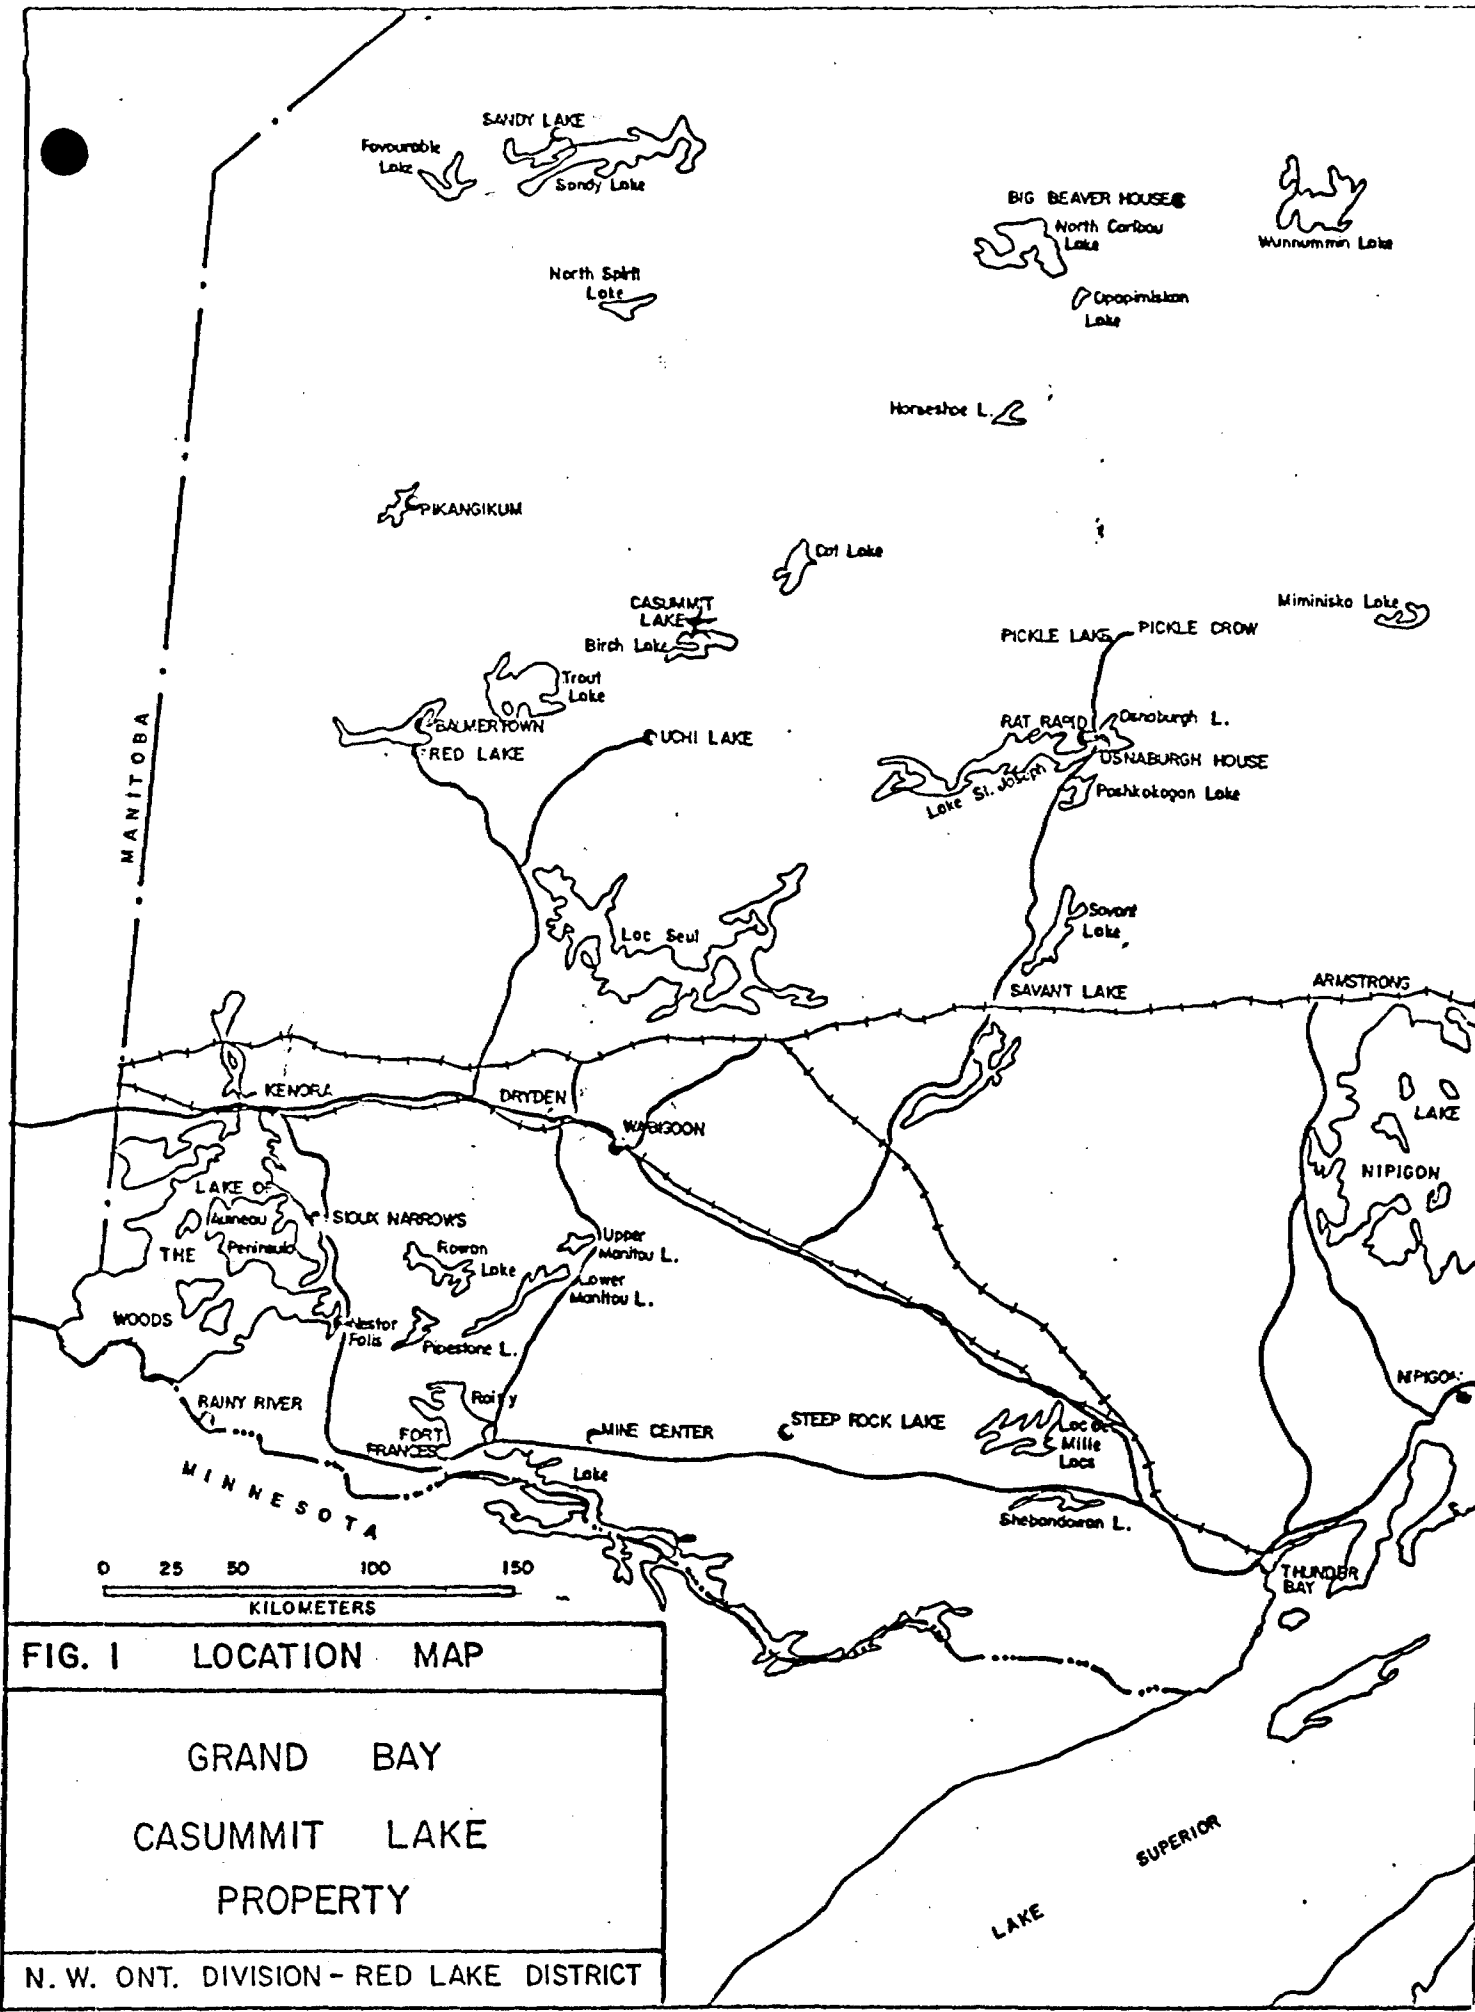 SANDY LAKE
Favourable
Lake
Sandy Lake
BIG BEAVER HOUSE
North Caribou
Lake
Wunnummin Lake
North Spirit
Lake
Opapimiskan
Lake
Horseshoe L.
PIKANGIKUM
Cat Lake
CASUMMIT
LAKE
Birch Lake
Miminiska Lake
PICKLE LAKE
PICKLE CROW
Trout
Lake
BALMERTOWN
RED LAKE
UCHI LAKE
RAT RAPID
Osnaburgh L.
OSNABURGH HOUSE
Lake St. Joseph
Pashkokogan Lake
MANITOBA
Lac Seul
Savant
Lake
SAVANT LAKE
ARMSTRONG
KENORA
DRYDEN
WABIGOON
LAKE
NIPIGON
LAKE OF
THE
WOODS
Aulneau
Peninsula
SIOUX NARROWS
Rowan
Lake
Upper
Manitou L.
Lower
Manitou L.
Nestor
Falls
Pipestone L.
NIPIGON
RAINY RIVER
Rainy
Lake
FORT
FRANCES
MINE CENTER
STEEP ROCK LAKE
Lac De
Mille
Lacs
MINNESOTA
Shebandowan L.
THUNDER
BAY
0 25 50 100 150
KILOMETERS
FIG. 1 LOCATION MAP
GRAND BAY
CASUMMIT LAKE
PROPERTY
N. W. ONT. DIVISION - RED LAKE DISTRICT
LAKE SUPERIOR